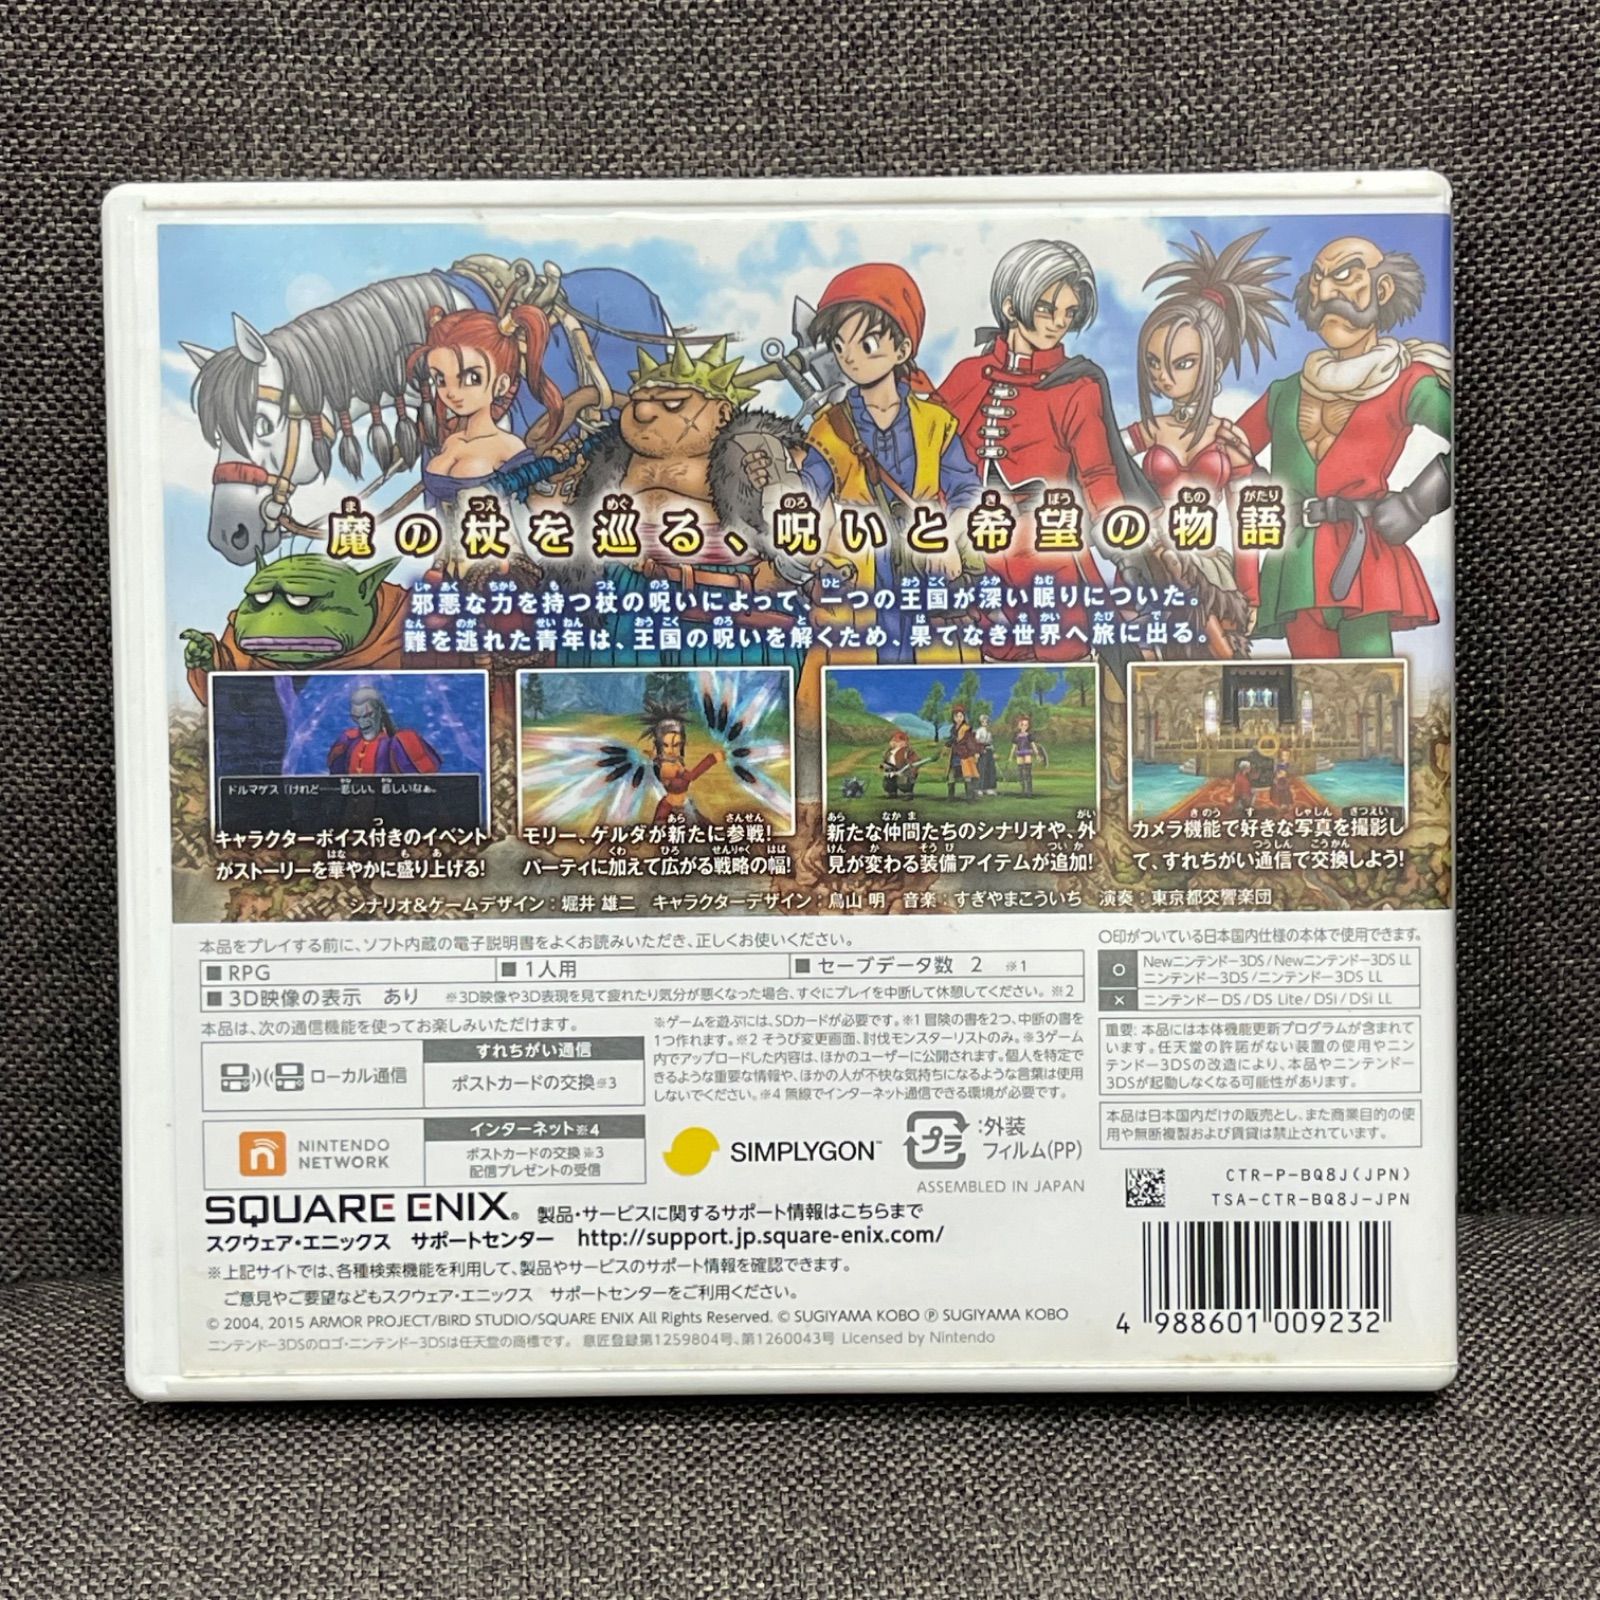 魔の杖を巡る、呪いと希望の物語
邪悪な力を持つ杖の呪いによって、一つの王国が深い眠りについた。
難を逃れた青年は、王国の呪いを解くため、果てなき世界へ旅に出る。
ドルマゲス「けれど……悲しい。悲しいなぁ。
キャラクターボイス付きのイベント
がストーリーを華やかに盛り上げる!
モリー、ゲルダが新たに参戦!
パーティに加えて広がる戦略の幅!
新たな仲間たちのシナリオや、外
見が変わる装備アイテムが追加!
カメラ機能で好きな写真を撮影し
て、すれちがい通信で交換しよう!
シナリオ&ゲームデザイン:堀井 雄二 キャラクターデザイン:鳥山 明 音楽:すぎやまこういち 演奏:東京都交響楽団
本品をプレイする前に、ソフト内蔵の電子説明書をよくお読みいただき、正しくお使いください。
■RPG ■1人用 ■セーブデータ数 2 ※1
■3D映像の表示 あり ※3D映像や3D表現を見て疲れたり気分が悪くなった場合、すぐにプレイを中断して休憩してください。※2
本品は、次の通信機能を使ってお楽しみいただけます。
ローカル通信
すれちがい通信
ポストカードの交換※3
NINTENDO
NETWORK
インターネット※4
ポストカードの交換※3
配信プレゼントの受信
※ゲームを遊ぶには、SDカードが必要です。※1 冒険の書を2つ、中断の書を
1つ作れます。※2 そうび変更画面、討伐モンスターリストのみ。※3ゲーム
内でアップロードした内容は、ほかのユーザーに公開されます。個人を特定で
きるような重要な情報や、ほかの人が不快な気持ちになるような言葉は使用
しないでください。※4 無線でインターネット通信できる環境が必要です。
SIMPLYGON™
プラ
:外装
フィルム(PP)
ASSEMBLED IN JAPAN
○印がついている日本国内仕様の本体で使用できます。
○ Newニンテンドー3DS/Newニンテンドー3DS LL
ニンテンドー3DS/ニンテンドー3DS LL
× ニンテンドーDS/DS Lite/DSi/DSi LL
重要: 本品には本体機能更新プログラムが含まれて
います。任天堂の許諾がない装置の使用やニン
テンドー3DSの改造により、本品やニンテンドー
3DSが起動しなくなる可能性があります。
本品は日本国内だけの販売とし、また商業目的の使
用や無断複製および賃貸は禁止されています。
CTR-P-BQ8J(JPN)
TSA-CTR-BQ8J-JPN
SQUARE ENIX® 製品・サービスに関するサポート情報はこちらまで
スクウェア・エニックス サポートセンター http://support.jp.square-enix.com/
※上記サイトでは、各種検索機能を利用して、製品やサービスのサポート情報を確認できます。
ご意見やご要望などもスクウェア・エニックス サポートセンターをご利用ください。
© 2004, 2015 ARMOR PROJECT/BIRD STUDIO/SQUARE ENIX All Rights Reserved. © SUGIYAMA KOBO ℗ SUGIYAMA KOBO
ニンテンドー3DSのロゴ・ニンテンドー3DSは任天堂の商標です。意匠登録第1259804号、第1260043号 Licensed by Nintendo
4 988601 009232